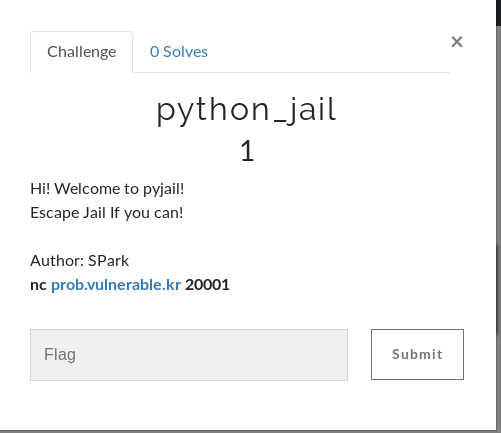 Challenge
0 Solves
×
python_jail
1
Hi! Welcome to pyjail!
Escape Jail If you can!
Author: SPark
nc prob.vulnerable.kr 20001
Flag
Submit